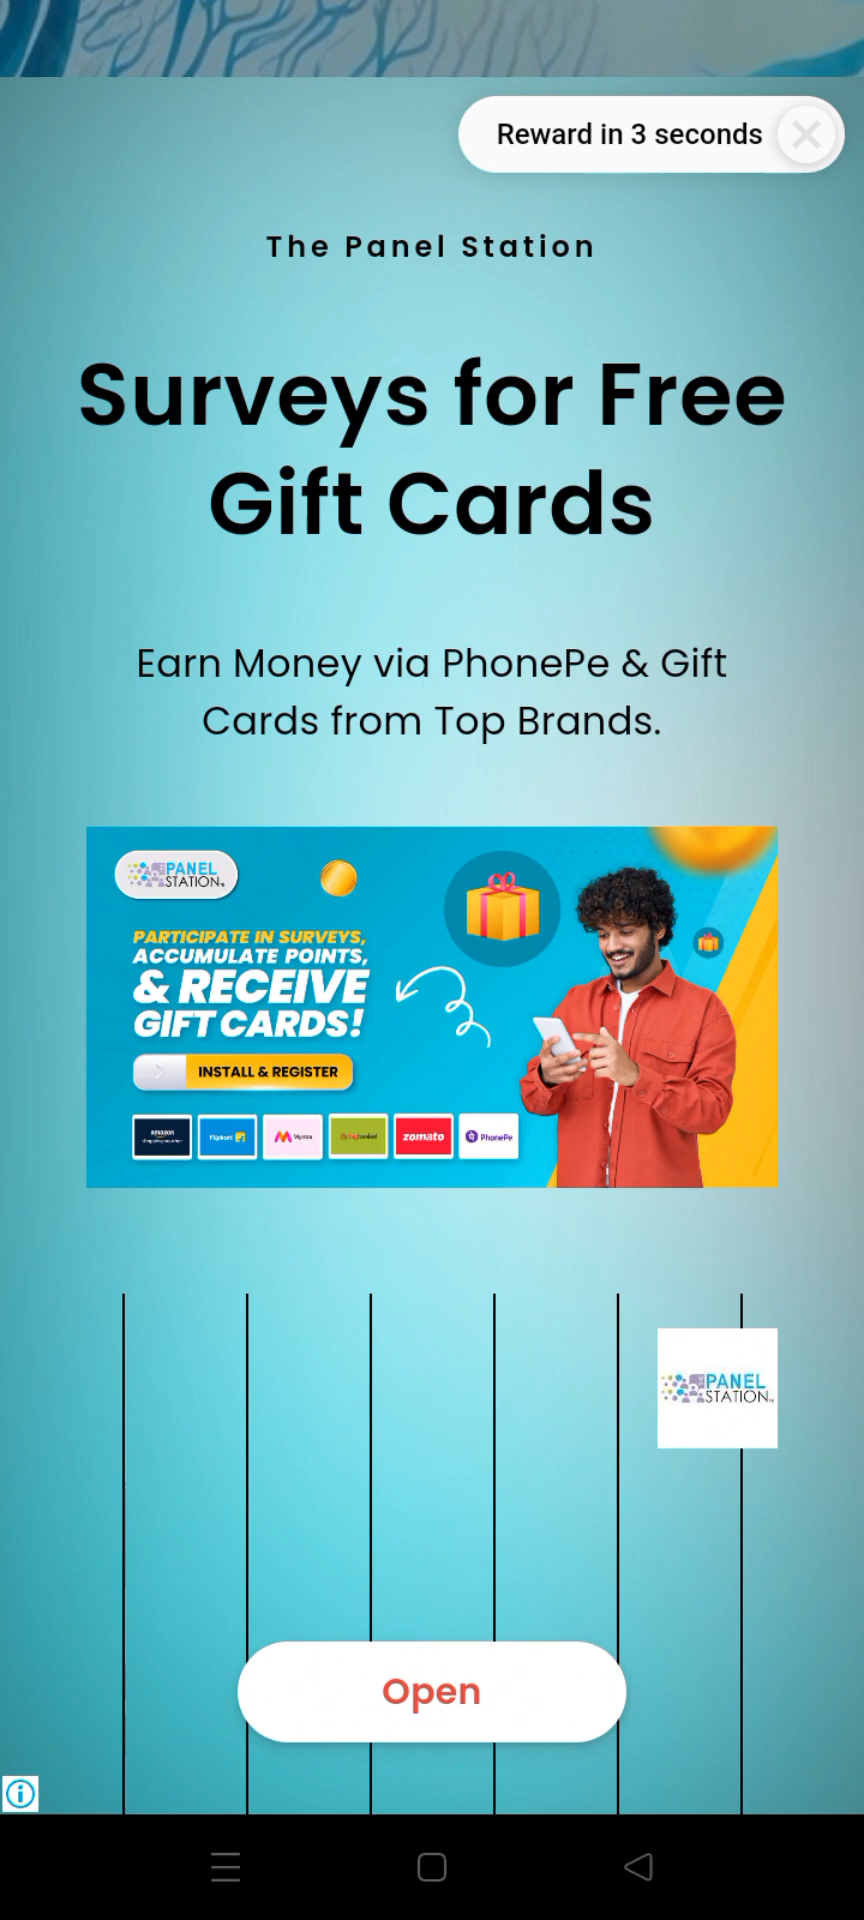 Reward in 3 seconds
The Panel Station
Surveys for Free
Gift Cards
Earn Money via PhonePe & Gift
Cards from Top Brands.
PANEL
STATION
PARTICIPATE IN SURVEYS,
ACCUMULATE POINTS,
& RECEIVE
GIFT CARDS!
INSTALL & REGISTER
amazon
Flipkart
Myntra
bigbasket
zomato
PhonePe
PANEL
STATION
Open